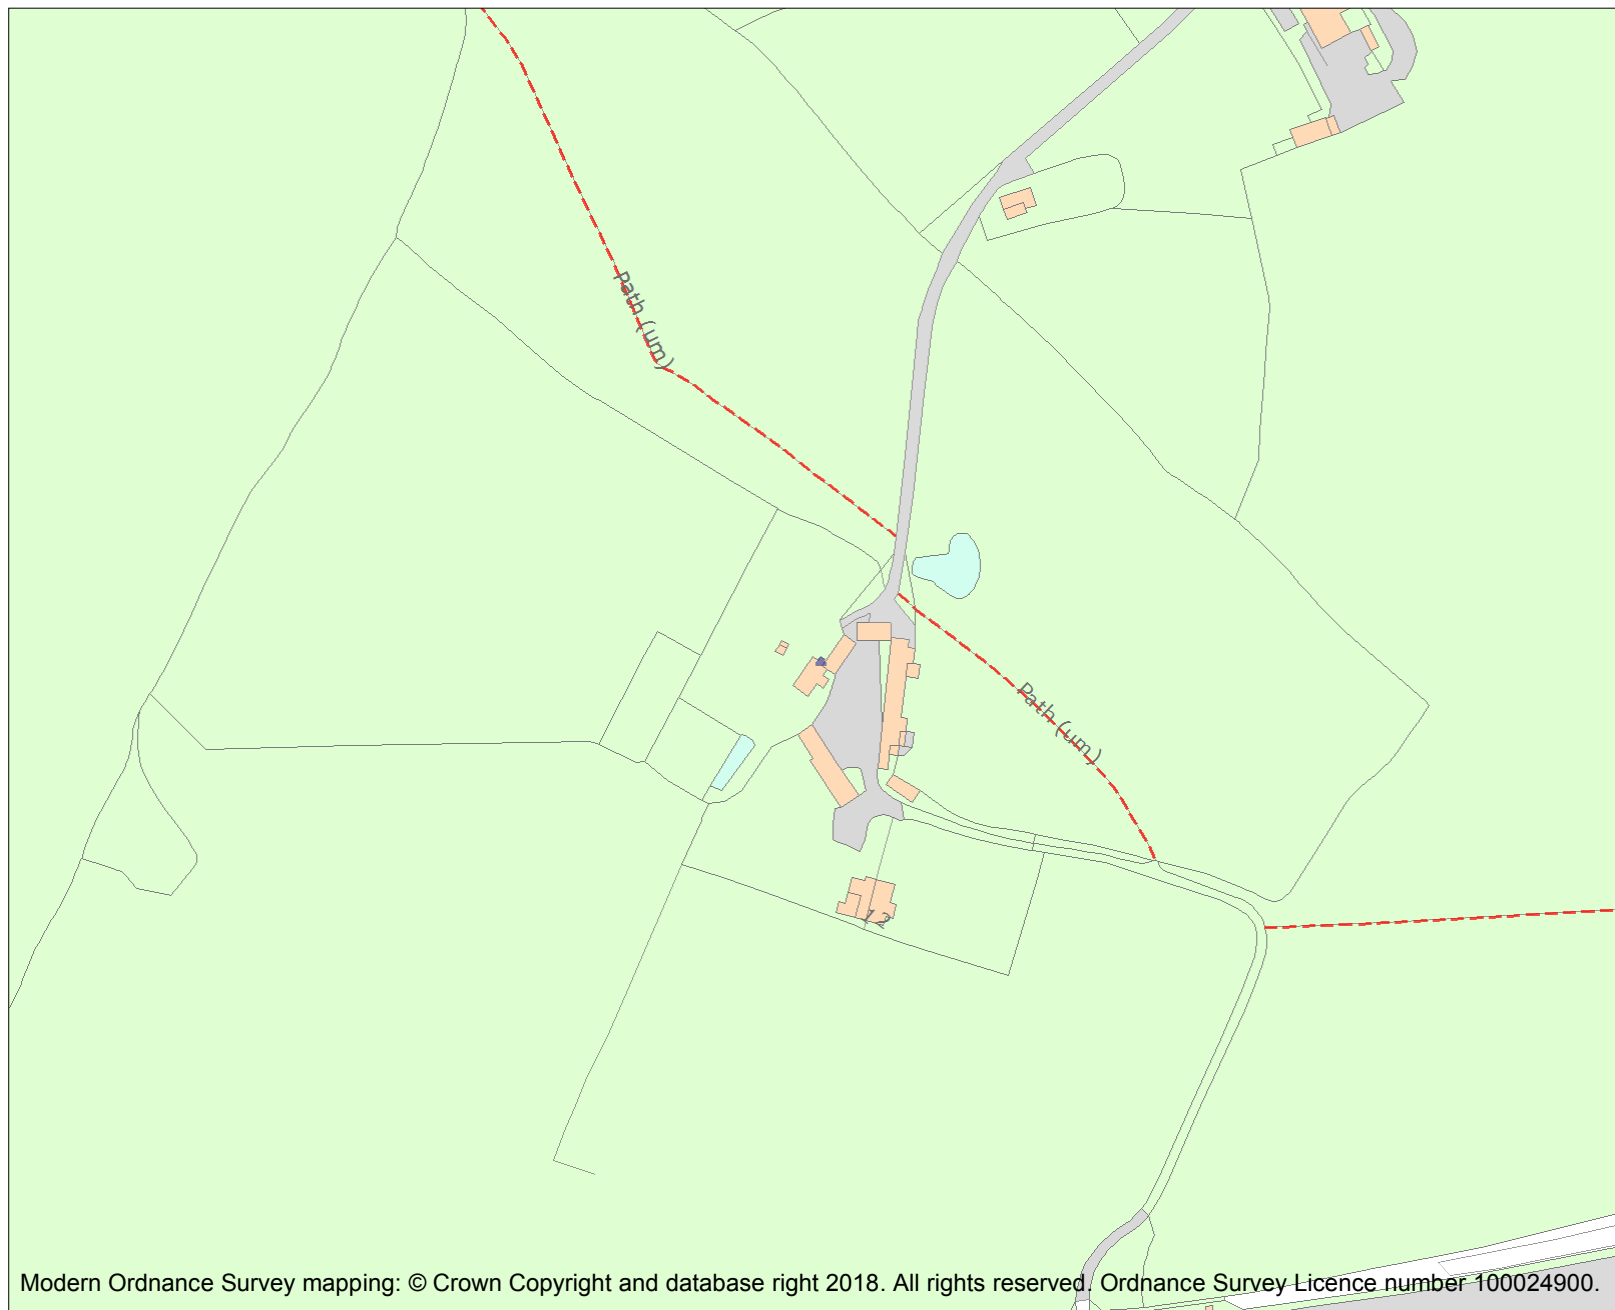 Path (um)
Path (um)
12
Modern Ordnance Survey mapping: © Crown Copyright and database right 2018. All rights reserved. Ordnance Survey Licence number 100024900.